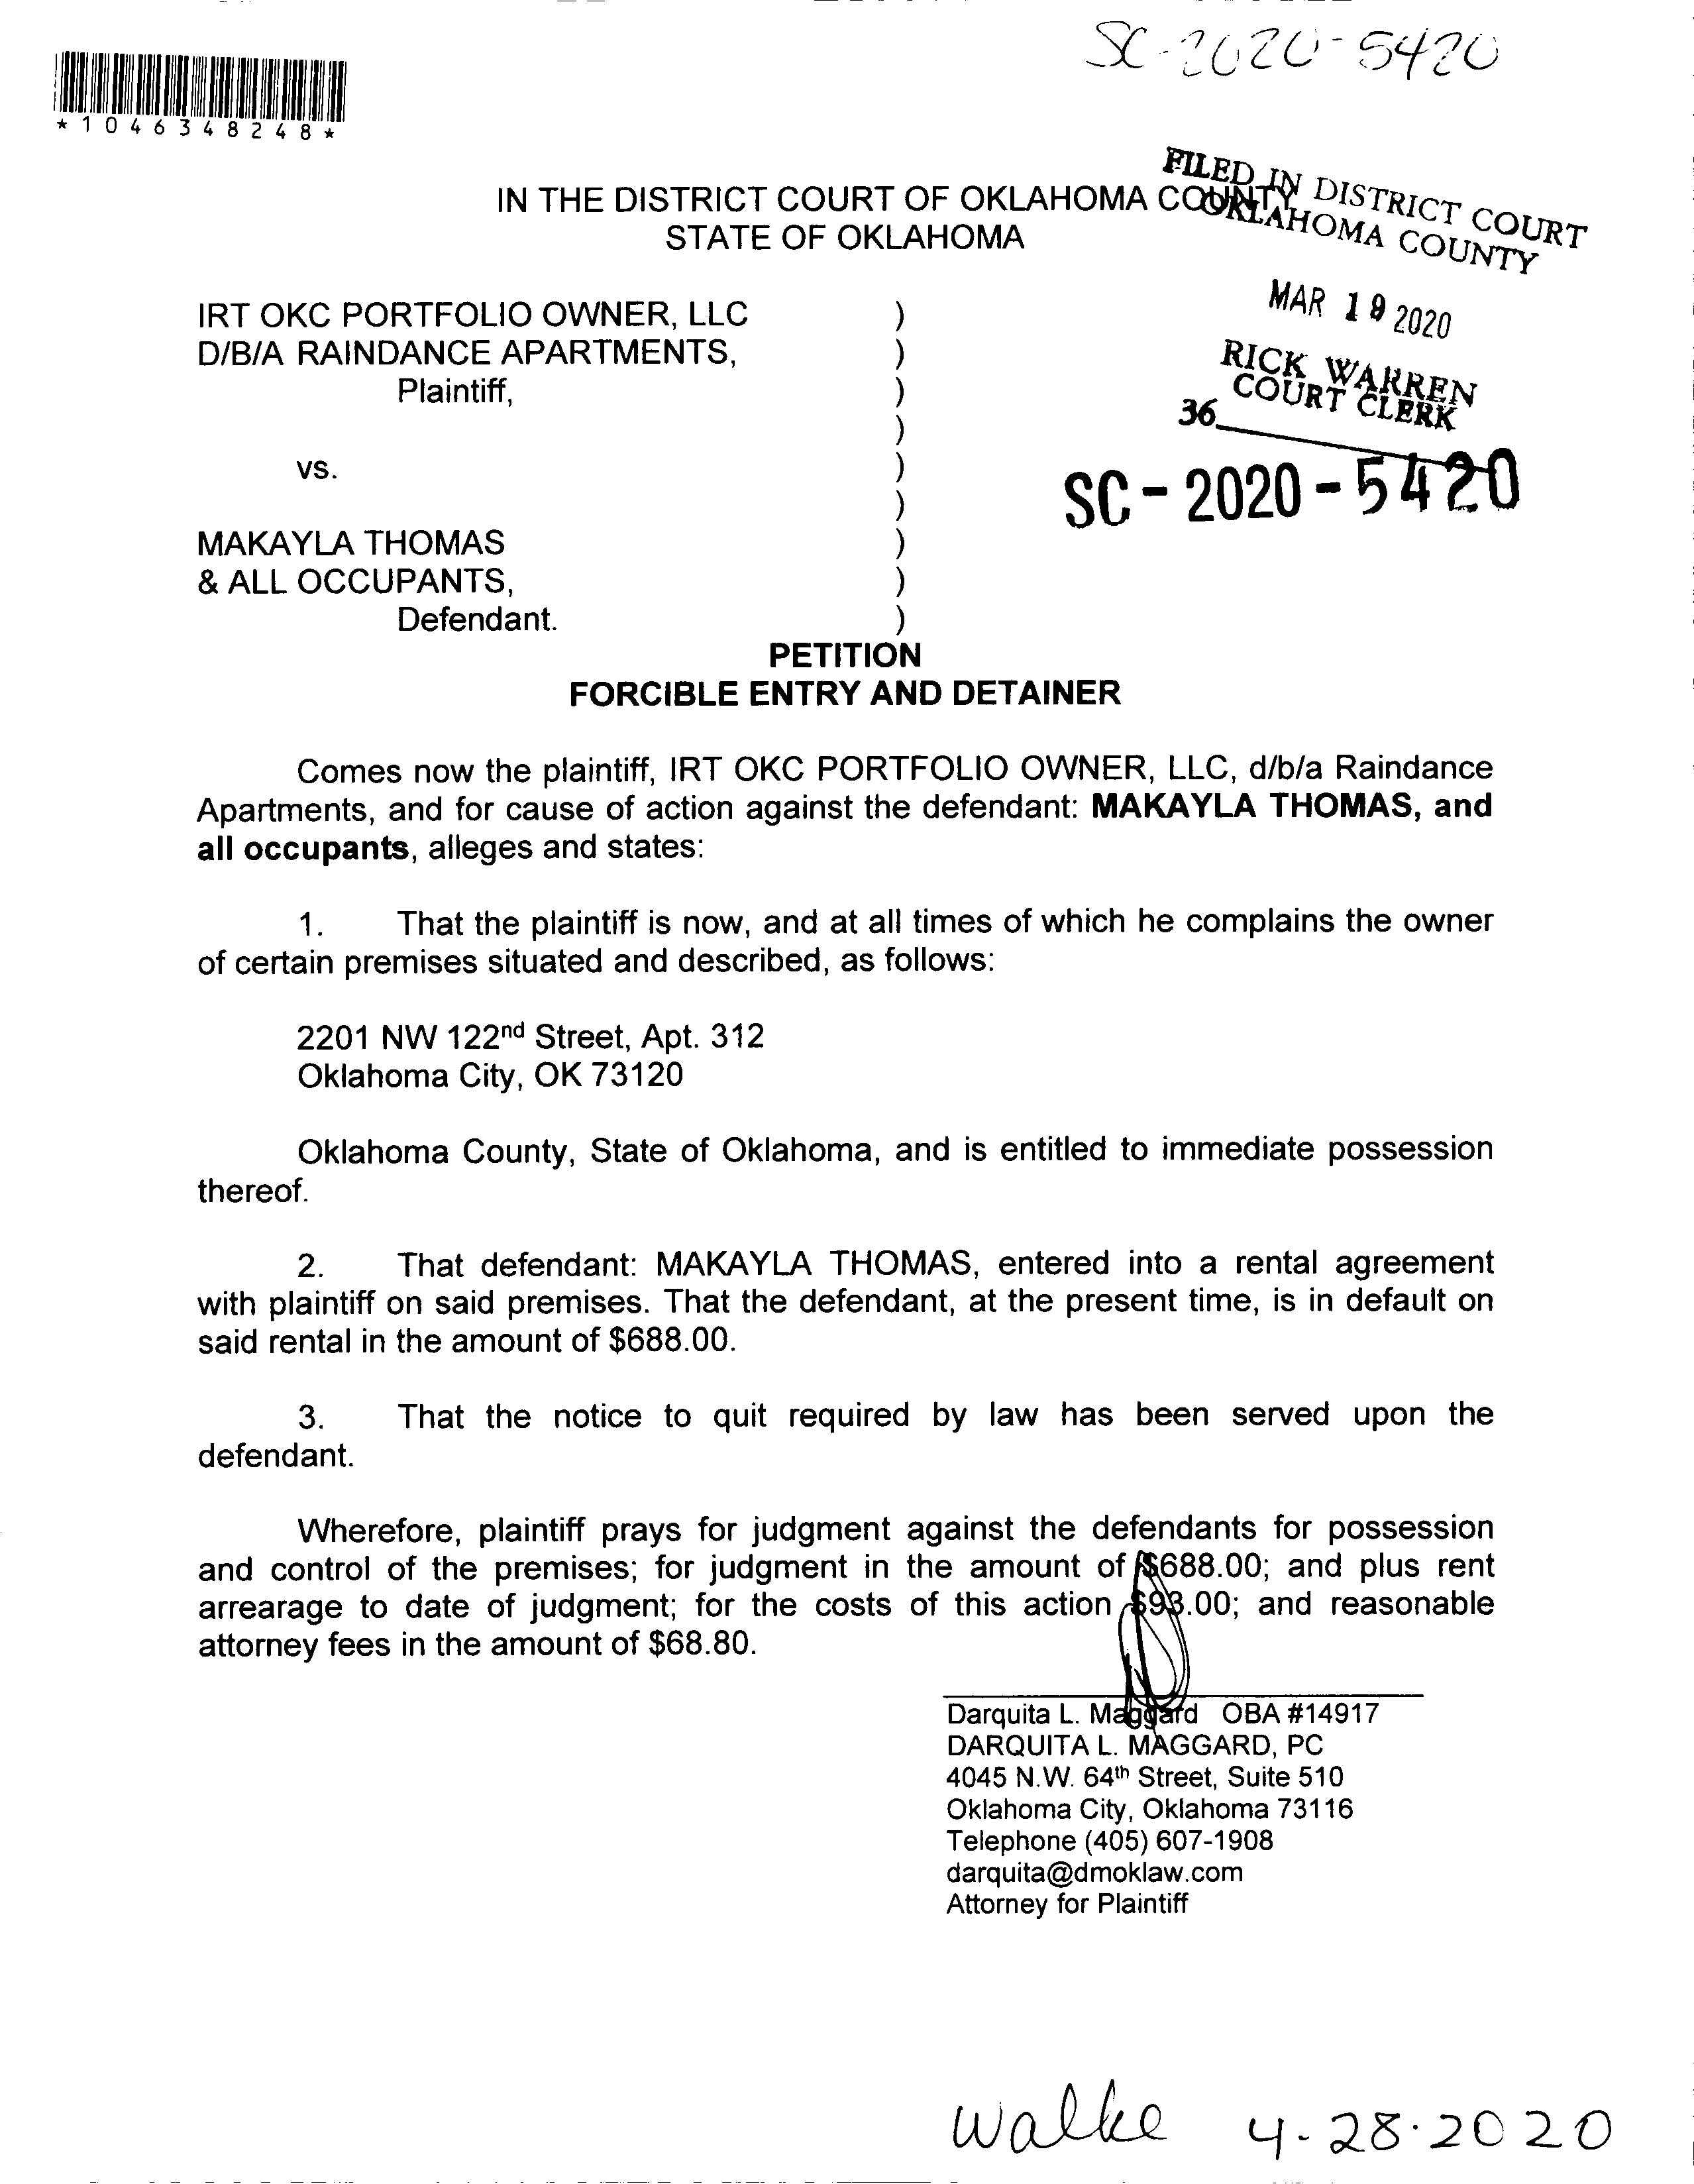 SC-2020-5420
*1046348248*
FILED IN DISTRICT COURT
OKLAHOMA COUNTY
IN THE DISTRICT COURT OF OKLAHOMA COUNTY
STATE OF OKLAHOMA
MAR 19 2020
RICK WARREN
COURT CLERK
36
SC-2020-5420
IRT OKC PORTFOLIO OWNER, LLC )
D/B/A RAINDANCE APARTMENTS, )
Plaintiff, )
)
vs. )
)
MAKAYLA THOMAS )
& ALL OCCUPANTS, )
Defendant. )
PETITION
FORCIBLE ENTRY AND DETAINER
Comes now the plaintiff, IRT OKC PORTFOLIO OWNER, LLC, d/b/a Raindance
Apartments, and for cause of action against the defendant: MAKAYLA THOMAS, and
all occupants, alleges and states:
1. That the plaintiff is now, and at all times of which he complains the owner
of certain premises situated and described, as follows:
2201 NW 122nd Street, Apt. 312
Oklahoma City, OK 73120
Oklahoma County, State of Oklahoma, and is entitled to immediate possession
thereof.
2. That defendant: MAKAYLA THOMAS, entered into a rental agreement
with plaintiff on said premises. That the defendant, at the present time, is in default on
said rental in the amount of $688.00.
3. That the notice to quit required by law has been served upon the
defendant.
Wherefore, plaintiff prays for judgment against the defendants for possession
and control of the premises; for judgment in the amount of $688.00; and plus rent
arrearage to date of judgment; for the costs of this action $93.00; and reasonable
attorney fees in the amount of $68.80.
Darquita L. Maggard OBA #14917
DARQUITA L. MAGGARD, PC
4045 N.W. 64th Street, Suite 510
Oklahoma City, Oklahoma 73116
Telephone (405) 607-1908
darquita@dmoklaw.com
Attorney for Plaintiff
Walke 4-28-2020